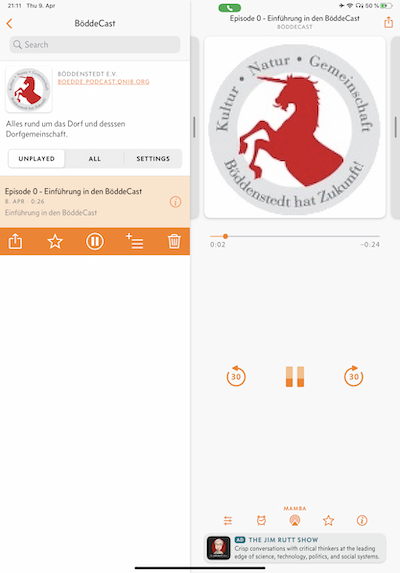 21:11 Thu 9. Apr
50 %
BöddeCast
Search
BÖDDENSTEDT E.V.
BOEDDE.PODCAST.DNIB.ORG
Alles rund um das Dorf und desssen
Dorfgemeinschaft.
UNPLAYED ALL SETTINGS
Episode 0 - Einführung in den BöddeCast
8. APR · 0:26
Einführung in den BöddeCast
Episode 0 - Einführung in den BöddeCast
BÖDDECAST
Kultur · Natur · Gemeinschaft
Böddenstedt hat Zukunft!
0:02 -0:24
30 30
MAMBA
AD THE JIM RUTT SHOW
Crisp conversations with critical thinkers at the leading
edge of science, technology, politics, and social systems.